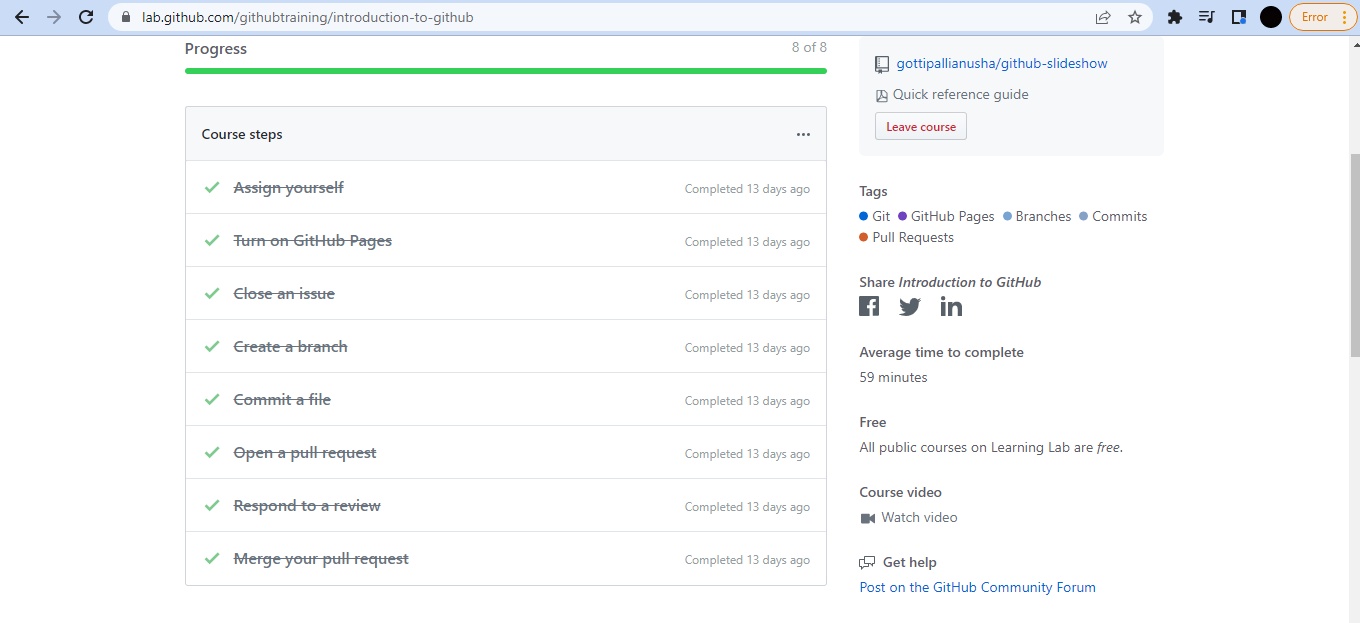 lab.github.com/githubtraining/introduction-to-github
Error
Progress
8 of 8
Course steps
Assign yourself
Completed 13 days ago
Turn on GitHub Pages
Completed 13 days ago
Close an issue
Completed 13 days ago
Create a branch
Completed 13 days ago
Commit a file
Completed 13 days ago
Open a pull request
Completed 13 days ago
Respond to a review
Completed 13 days ago
Merge your pull request
Completed 13 days ago
gottipallianusha/github-slideshow
Quick reference guide
Leave course
Tags
Git GitHub Pages Branches Commits
Pull Requests
Share Introduction to GitHub
Average time to complete
59 minutes
Free
All public courses on Learning Lab are free.
Course video
Watch video
Get help
Post on the GitHub Community Forum